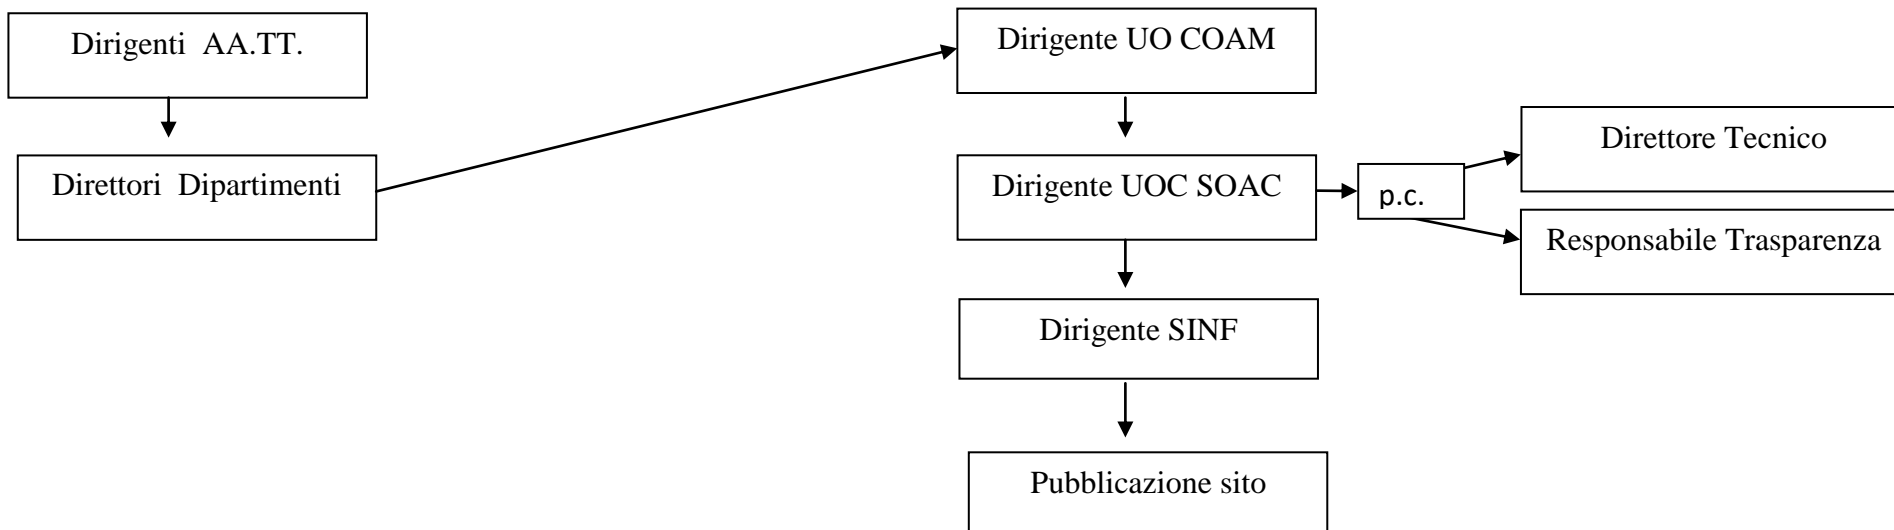 Dirigenti AA.TT.
Direttori Dipartimenti
Dirigente UO COAM
Dirigente UOC SOAC
p.c.
Direttore Tecnico
Responsabile Trasparenza
Dirigente SINF
Pubblicazione sito